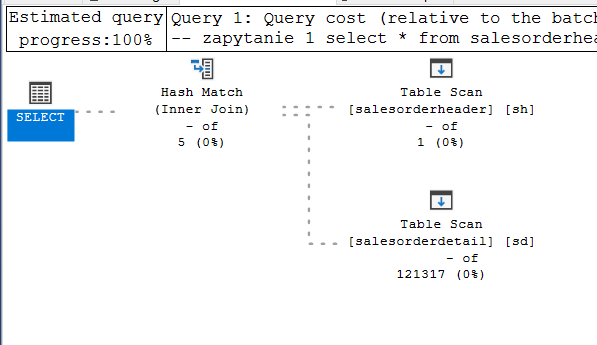 Estimated query
progress:100%
Query 1: Query cost (relative to the batch
-- zapytanie 1 select * from salesorderhea
SELECT
Hash Match
(Inner Join)
- of
5 (0%)
Table Scan
[salesorderheader] [sh]
- of
1 (0%)
Table Scan
[salesorderdetail] [sd]
- of
121317 (0%)